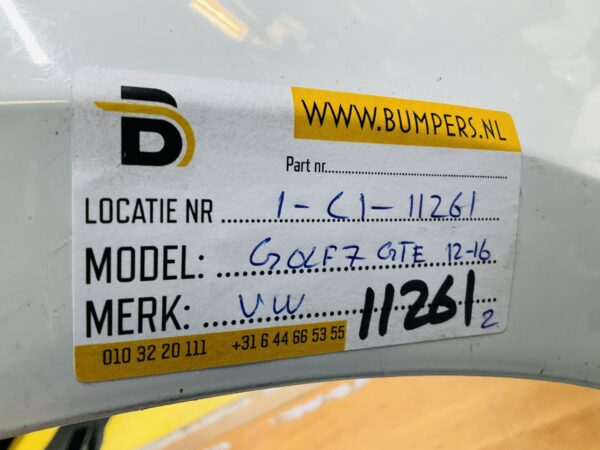 WWW.BUMPERS.NL
B
Part nr.
LOCATIE NR 1-C1-11261
MODEL: GOLF7 GTE 12-16
MERK: VW 11261 2
010 32 20 111 +31 6 44 66 53 55